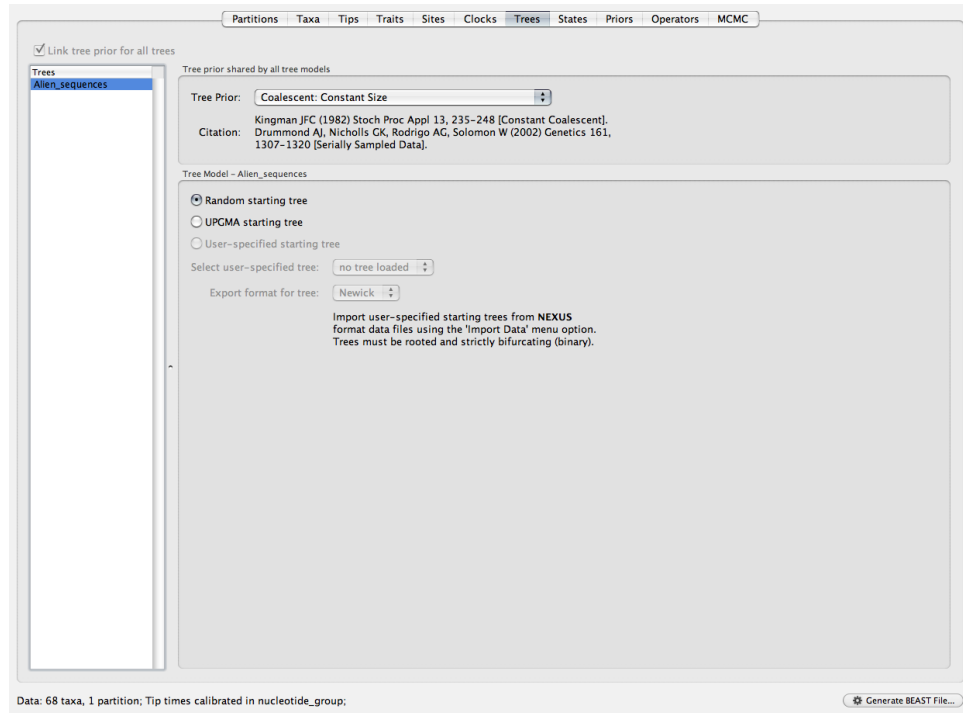 Partitions Taxa Tips Traits Sites Clocks Trees States Priors Operators MCMC
Link tree prior for all trees
Trees
Alien_sequences
Tree prior shared by all tree models
Tree Prior: Coalescent: Constant Size
Kingman JFC (1982) Stoch Proc Appl 13, 235-248 [Constant Coalescent].
Citation: Drummond AJ, Nicholls GK, Rodrigo AG, Solomon W (2002) Genetics 161,
1307-1320 [Serially Sampled Data].
Tree Model - Alien_sequences
Random starting tree
UPGMA starting tree
User-specified starting tree
Select user-specified tree: no tree loaded
Export format for tree: Newick
Import user-specified starting trees from NEXUS
format data files using the 'Import Data' menu option.
Trees must be rooted and strictly bifurcating (binary).
Data: 68 taxa, 1 partition; Tip times calibrated in nucleotide_group;
Generate BEAST File...